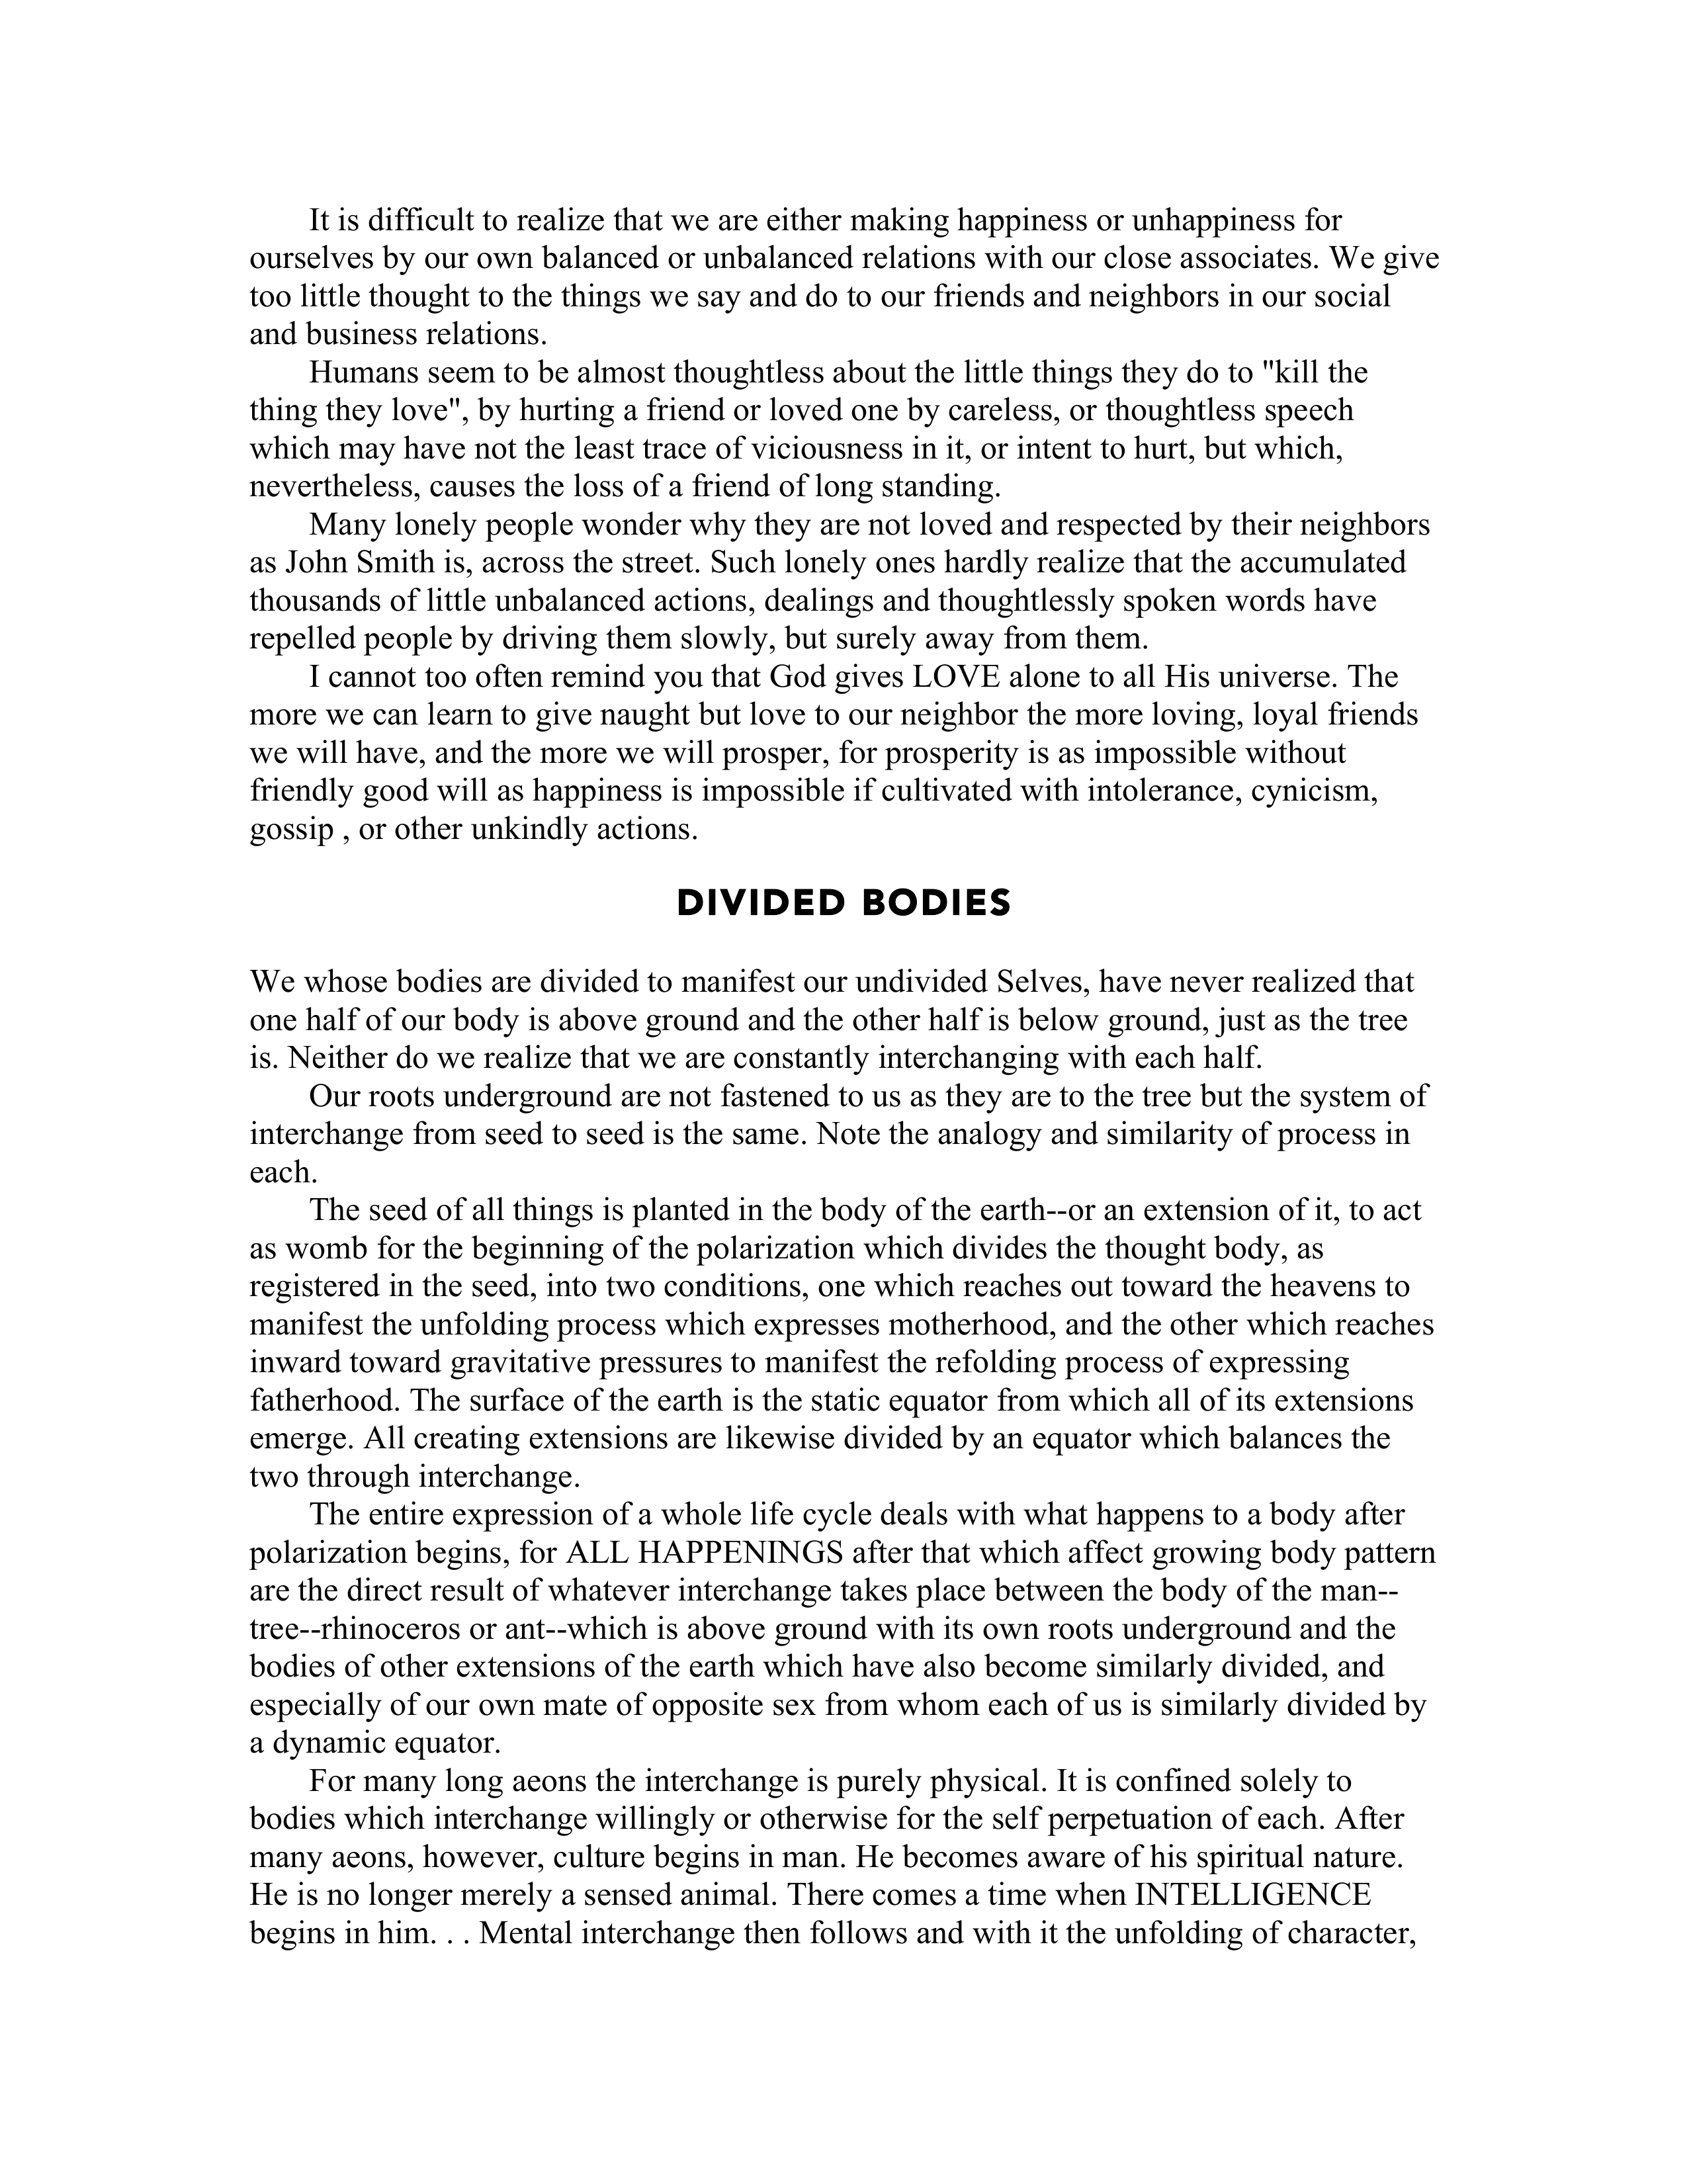 It is difficult to realize that we are either making happiness or unhappiness for
ourselves by our own balanced or unbalanced relations with our close associates. We give
too little thought to the things we say and do to our friends and neighbors in our social
and business relations.
Humans seem to be almost thoughtless about the little things they do to "kill the
thing they love", by hurting a friend or loved one by careless, or thoughtless speech
which may have not the least trace of viciousness in it, or intent to hurt, but which,
nevertheless, causes the loss of a friend of long standing.
Many lonely people wonder why they are not loved and respected by their neighbors
as John Smith is, across the street. Such lonely ones hardly realize that the accumulated
thousands of little unbalanced actions, dealings and thoughtlessly spoken words have
repelled people by driving them slowly, but surely away from them.
I cannot too often remind you that God gives LOVE alone to all His universe. The
more we can learn to give naught but love to our neighbor the more loving, loyal friends
we will have, and the more we will prosper, for prosperity is as impossible without
friendly good will as happiness is impossible if cultivated with intolerance, cynicism,
gossip , or other unkindly actions.
DIVIDED BODIES
We whose bodies are divided to manifest our undivided Selves, have never realized that
one half of our body is above ground and the other half is below ground, just as the tree
is. Neither do we realize that we are constantly interchanging with each half.
Our roots underground are not fastened to us as they are to the tree but the system of
interchange from seed to seed is the same. Note the analogy and similarity of process in
each.
The seed of all things is planted in the body of the earth--or an extension of it, to act
as womb for the beginning of the polarization which divides the thought body, as
registered in the seed, into two conditions, one which reaches out toward the heavens to
manifest the unfolding process which expresses motherhood, and the other which reaches
inward toward gravitative pressures to manifest the refolding process of expressing
fatherhood. The surface of the earth is the static equator from which all of its extensions
emerge. All creating extensions are likewise divided by an equator which balances the
two through interchange.
The entire expression of a whole life cycle deals with what happens to a body after
polarization begins, for ALL HAPPENINGS after that which affect growing body pattern
are the direct result of whatever interchange takes place between the body of the man--
tree--rhinoceros or ant--which is above ground with its own roots underground and the
bodies of other extensions of the earth which have also become similarly divided, and
especially of our own mate of opposite sex from whom each of us is similarly divided by
a dynamic equator.
For many long aeons the interchange is purely physical. It is confined solely to
bodies which interchange willingly or otherwise for the self perpetuation of each. After
many aeons, however, culture begins in man. He becomes aware of his spiritual nature.
He is no longer merely a sensed animal. There comes a time when INTELLIGENCE
begins in him. . . Mental interchange then follows and with it the unfolding of character,